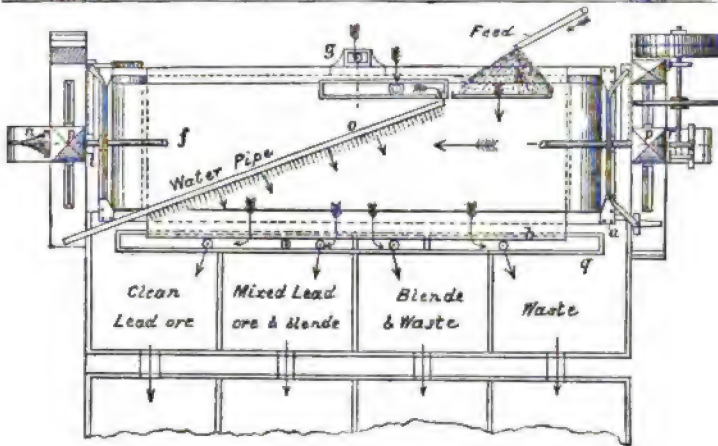 Feed
g
n
p
l
f
o
Water Pipe
p
b
a
q
Clean
Lead ore
Mixed Lead
ore & blende
Blende
& Waste
Waste